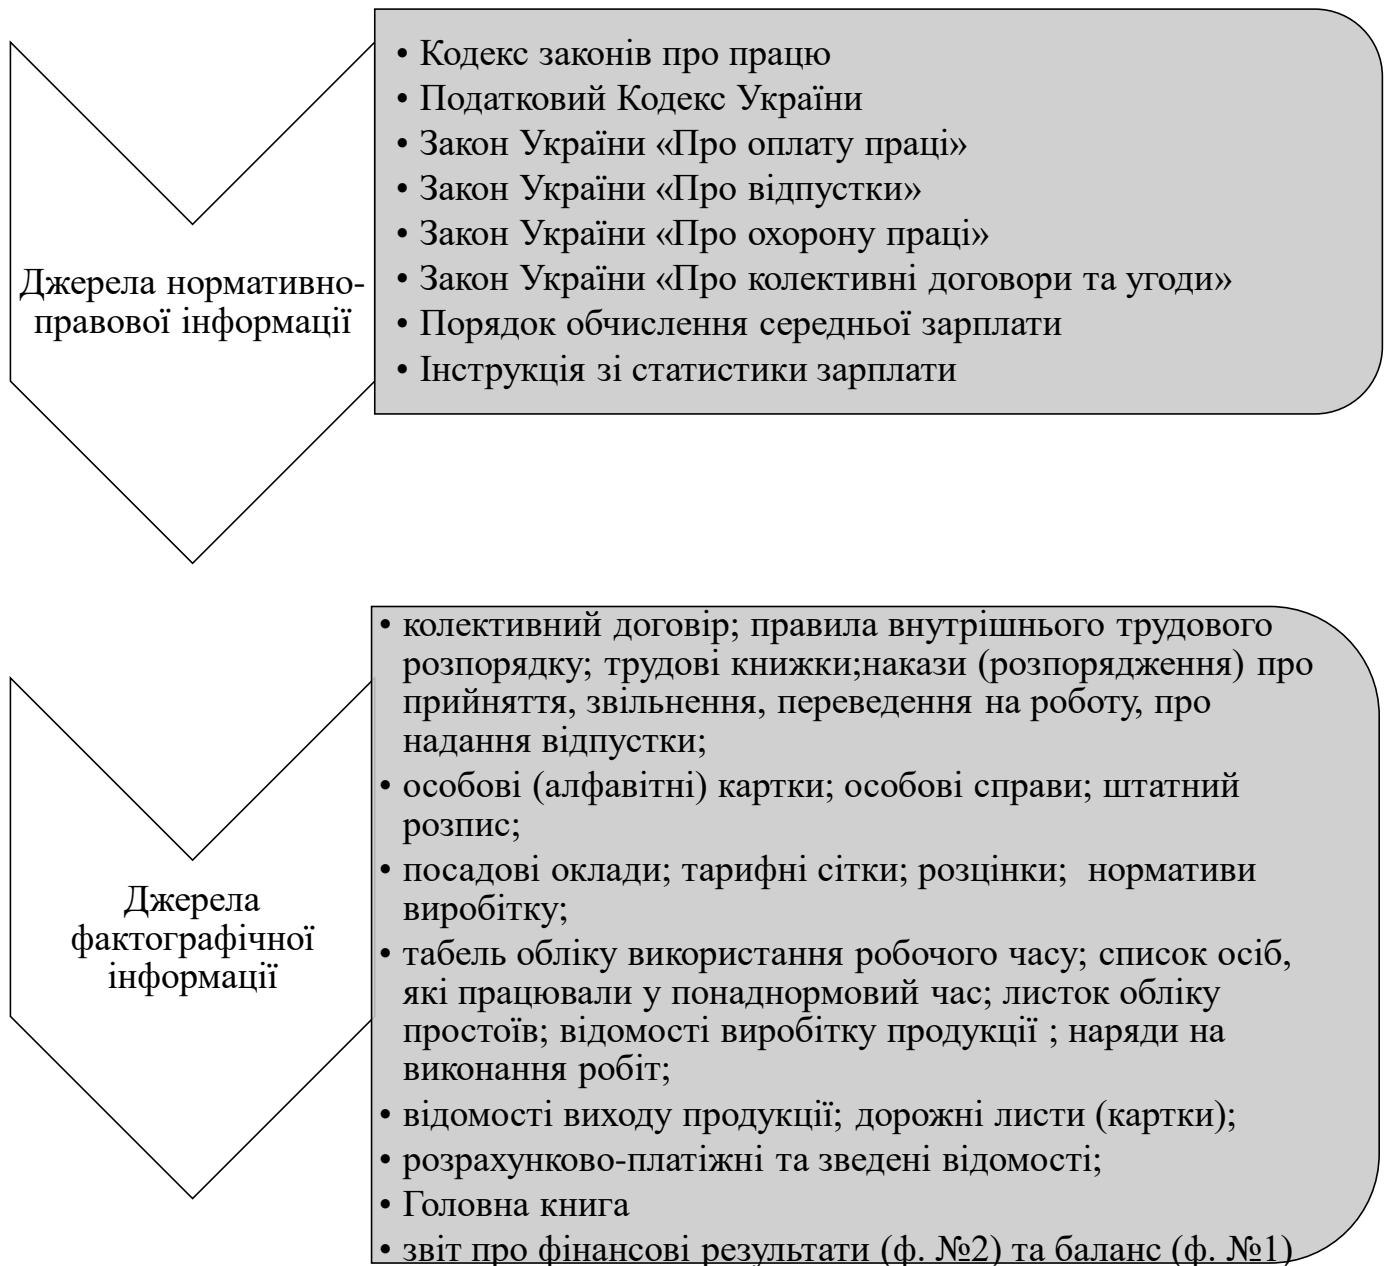 Джерела нормативно-
правової інформації
• Кодекс законів про працю
• Податковий Кодекс України
• Закон України «Про оплату праці»
• Закон України «Про відпустки»
• Закон України «Про охорону праці»
• Закон України «Про колективні договори та угоди»
• Порядок обчислення середньої зарплати
• Інструкція зі статистики зарплати
Джерела
фактографічної
інформації
• колективний договір; правила внутрішнього трудового
розпорядку; трудові книжки;накази (розпорядження) про
прийняття, звільнення, переведення на роботу, про
надання відпустки;
• особові (алфавітні) картки; особові справи; штатний
розпис;
• посадові оклади; тарифні сітки; розцінки;  нормативи
виробітку;
• табель обліку використання робочого часу; список осіб,
які працювали у понаднормовий час; листок обліку
простоїв; відомості виробітку продукції ; наряди на
виконання робіт;
• відомості виходу продукції; дорожні листи (картки);
• розрахунково-платіжні та зведені відомості;
• Головна книга
• звіт про фінансові результати (ф. №2) та баланс (ф. №1)